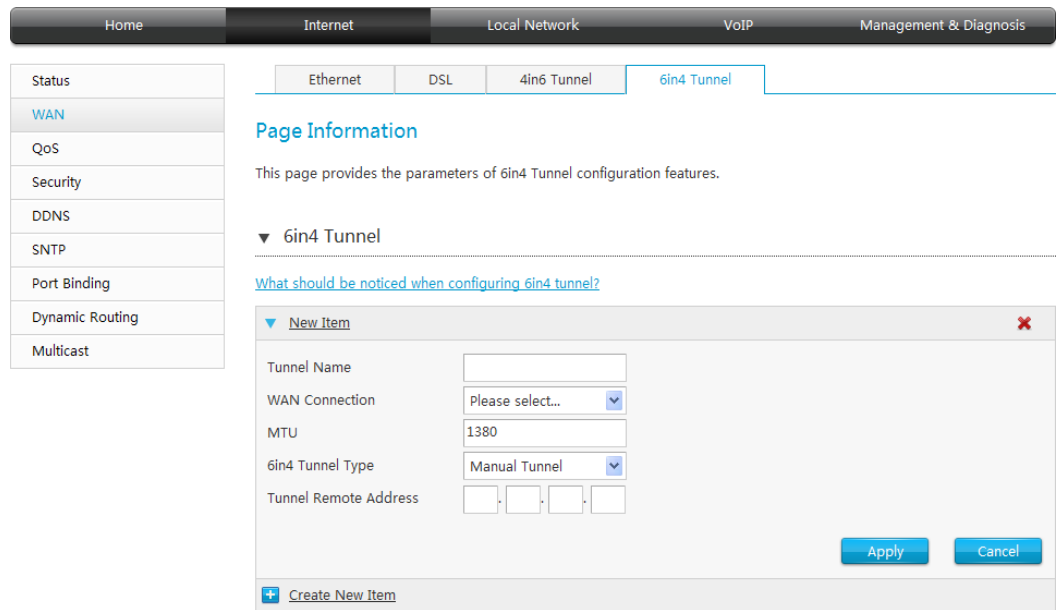 Home Internet Local Network VoIP Management & Diagnosis
Status
WAN
QoS
Security
DDNS
SNTP
Port Binding
Dynamic Routing
Multicast
Ethernet DSL 4in6 Tunnel 6in4 Tunnel
Page Information
This page provides the parameters of 6in4 Tunnel configuration features.
6in4 Tunnel
What should be noticed when configuring 6in4 tunnel?
New Item
Tunnel Name
WAN Connection Please select...
MTU 1380
6in4 Tunnel Type Manual Tunnel
Tunnel Remote Address . . .
Apply Cancel
Create New Item